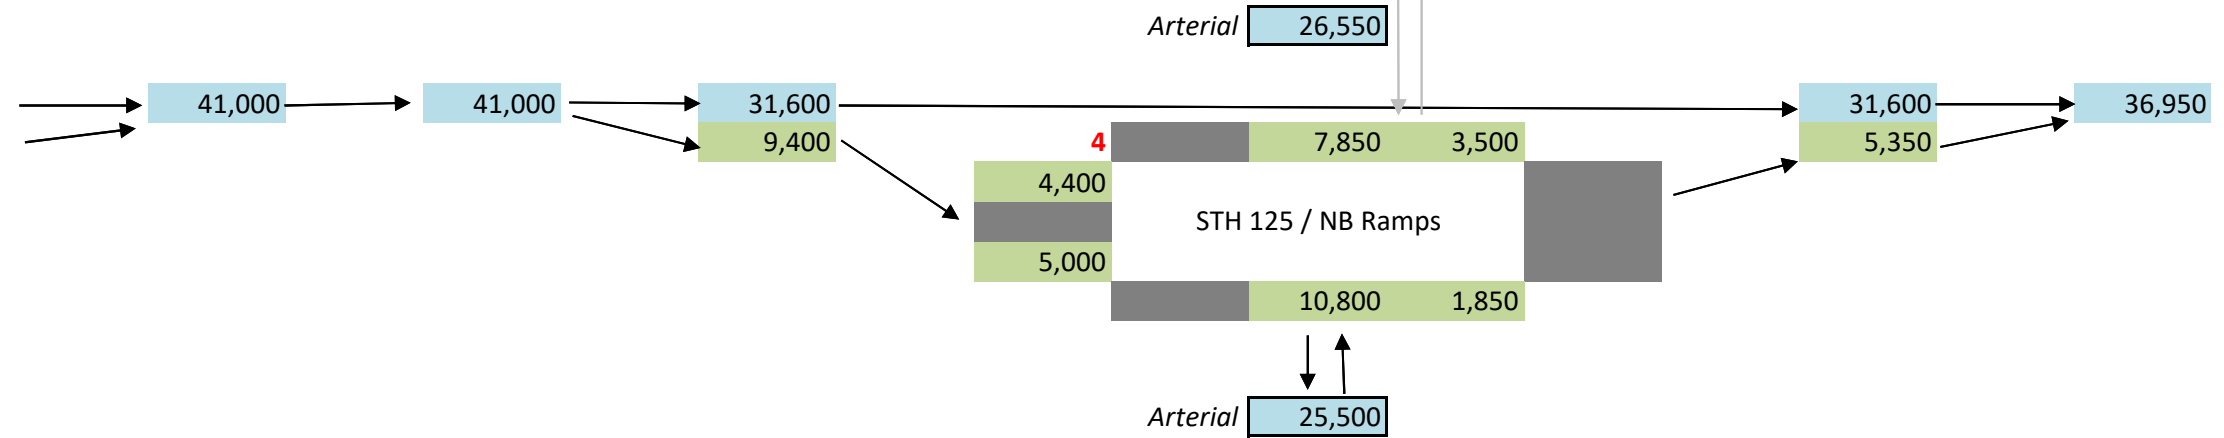 Arterial 26,550
41,000 41,000 31,600 31,600 36,950
9,400 4 7,850 3,500 5,350
4,400
STH 125 / NB Ramps
5,000
10,800 1,850
Arterial 25,500